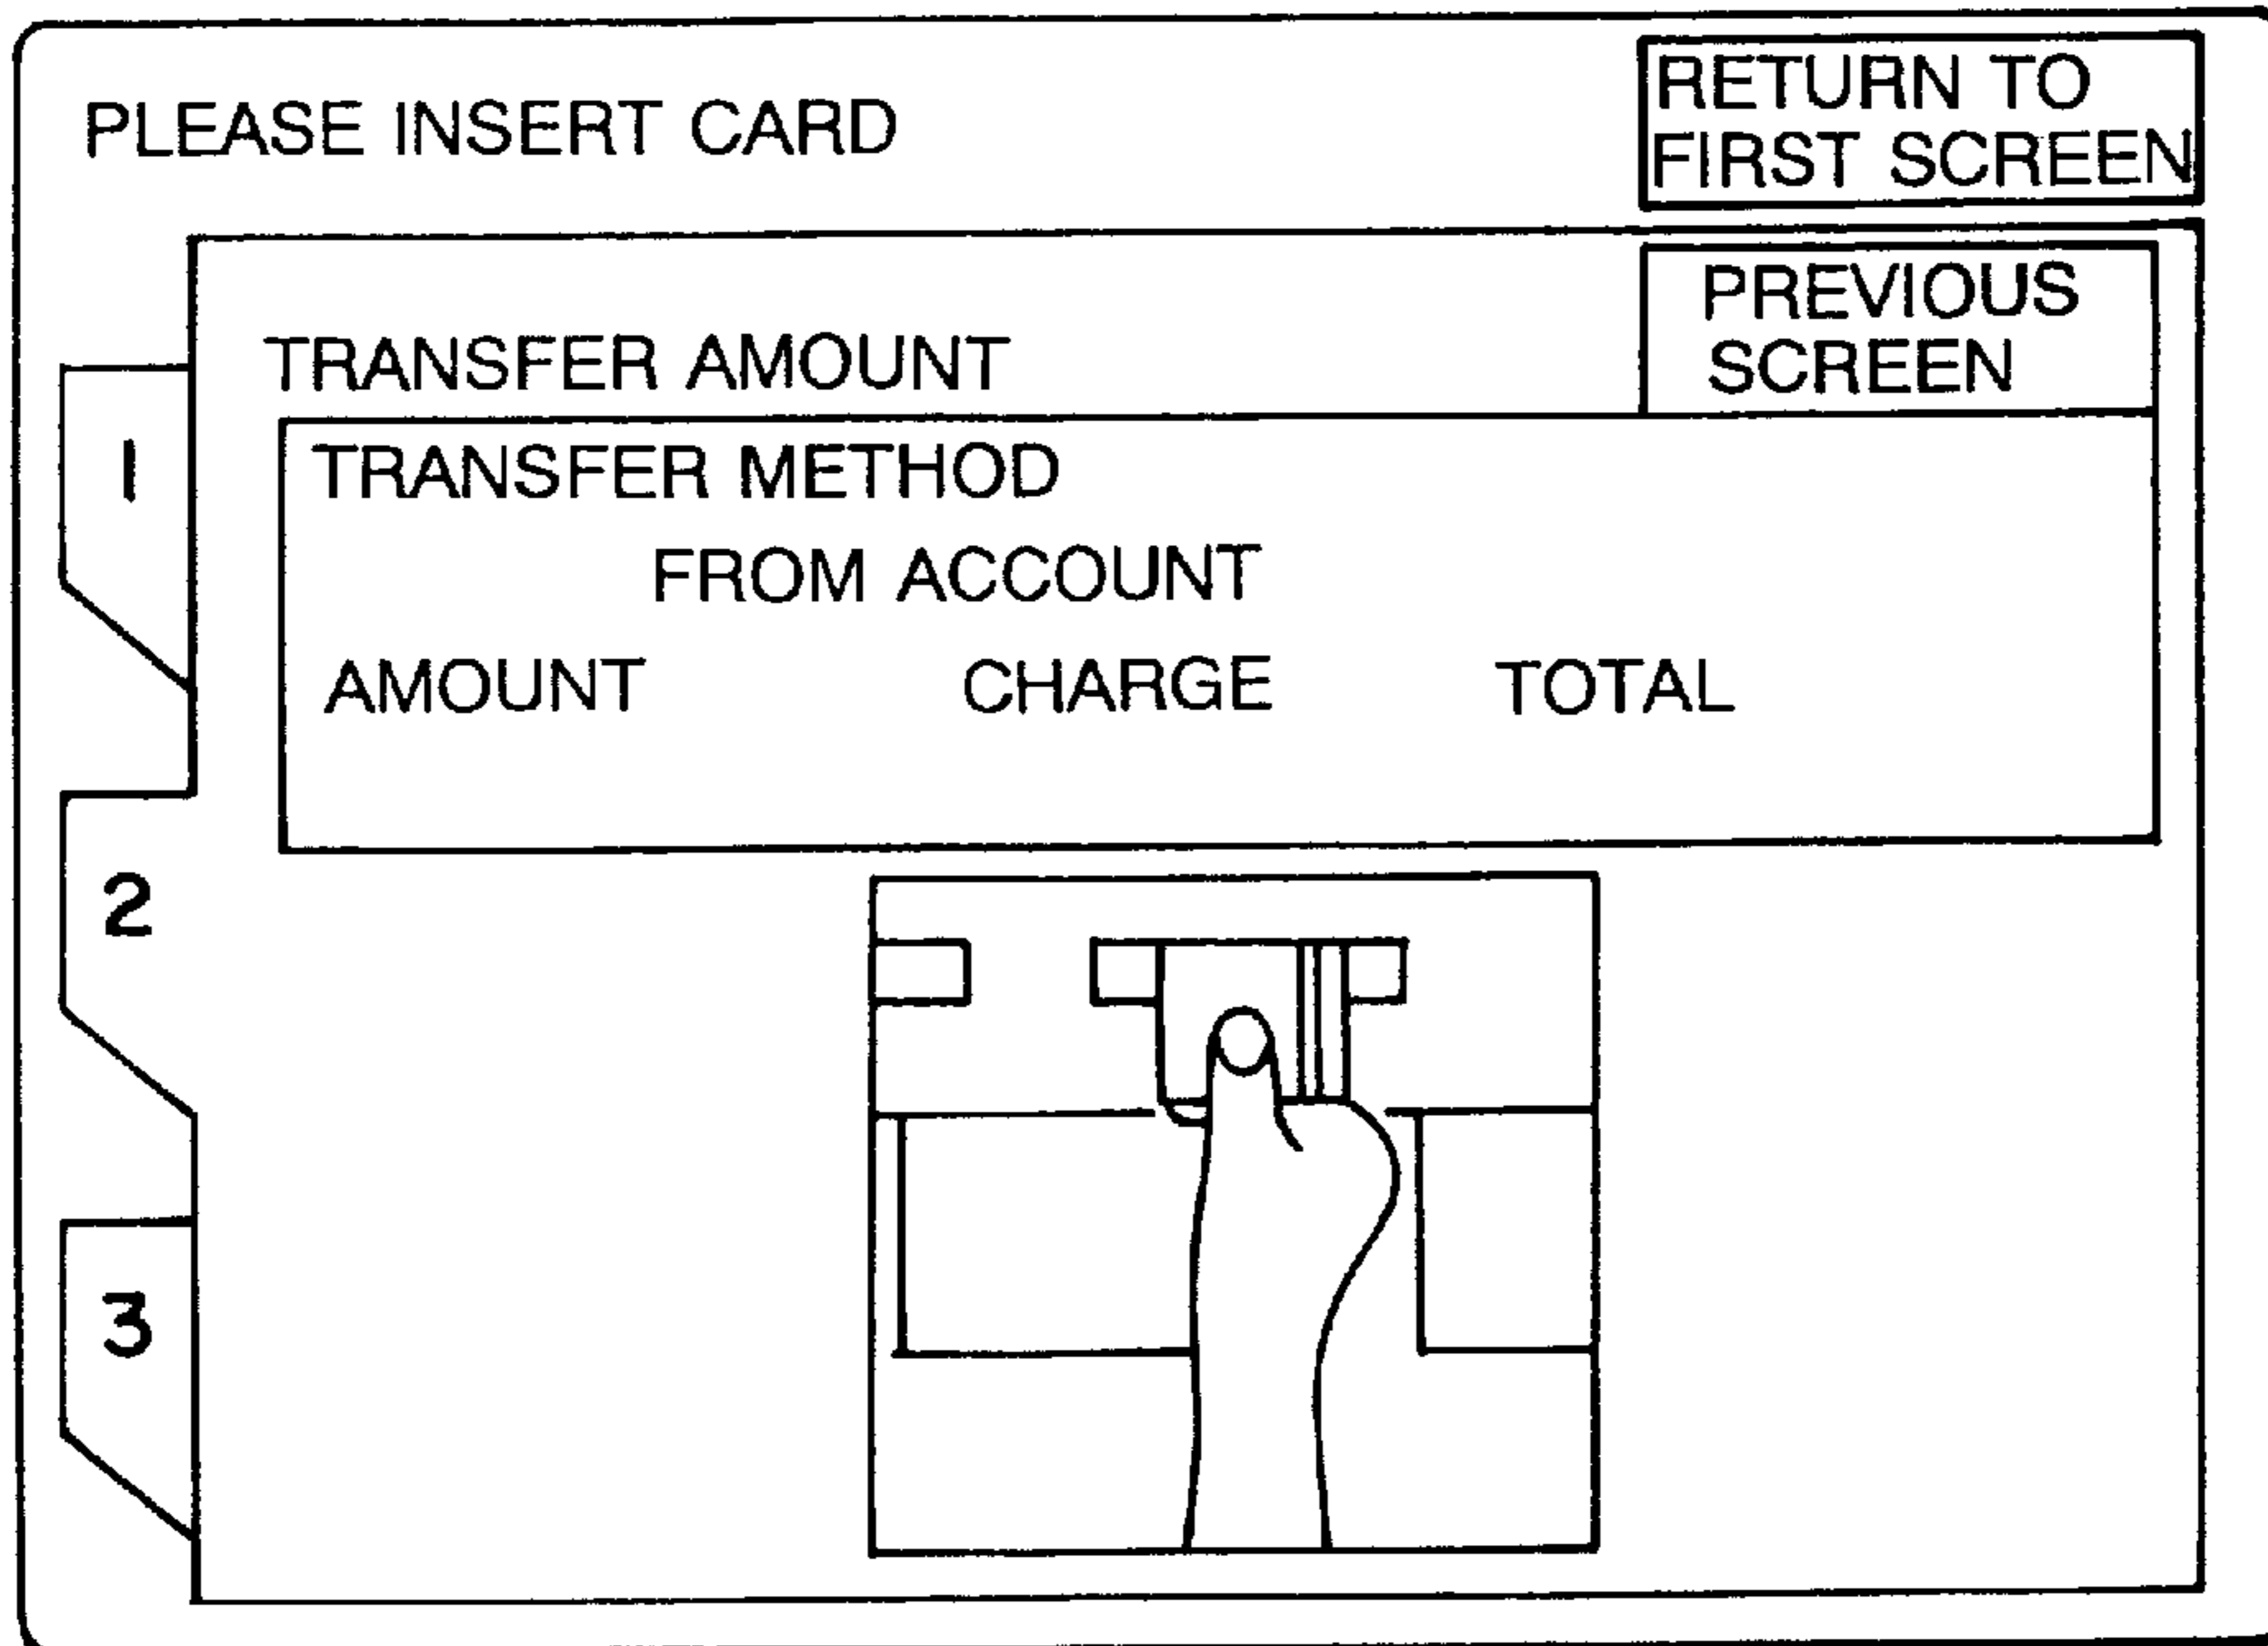 PLEASE INSERT CARD
RETURN TO
FIRST SCREEN
PREVIOUS
SCREEN
TRANSFER AMOUNT
TRANSFER METHOD
FROM ACCOUNT
AMOUNT CHARGE TOTAL
1
2
3